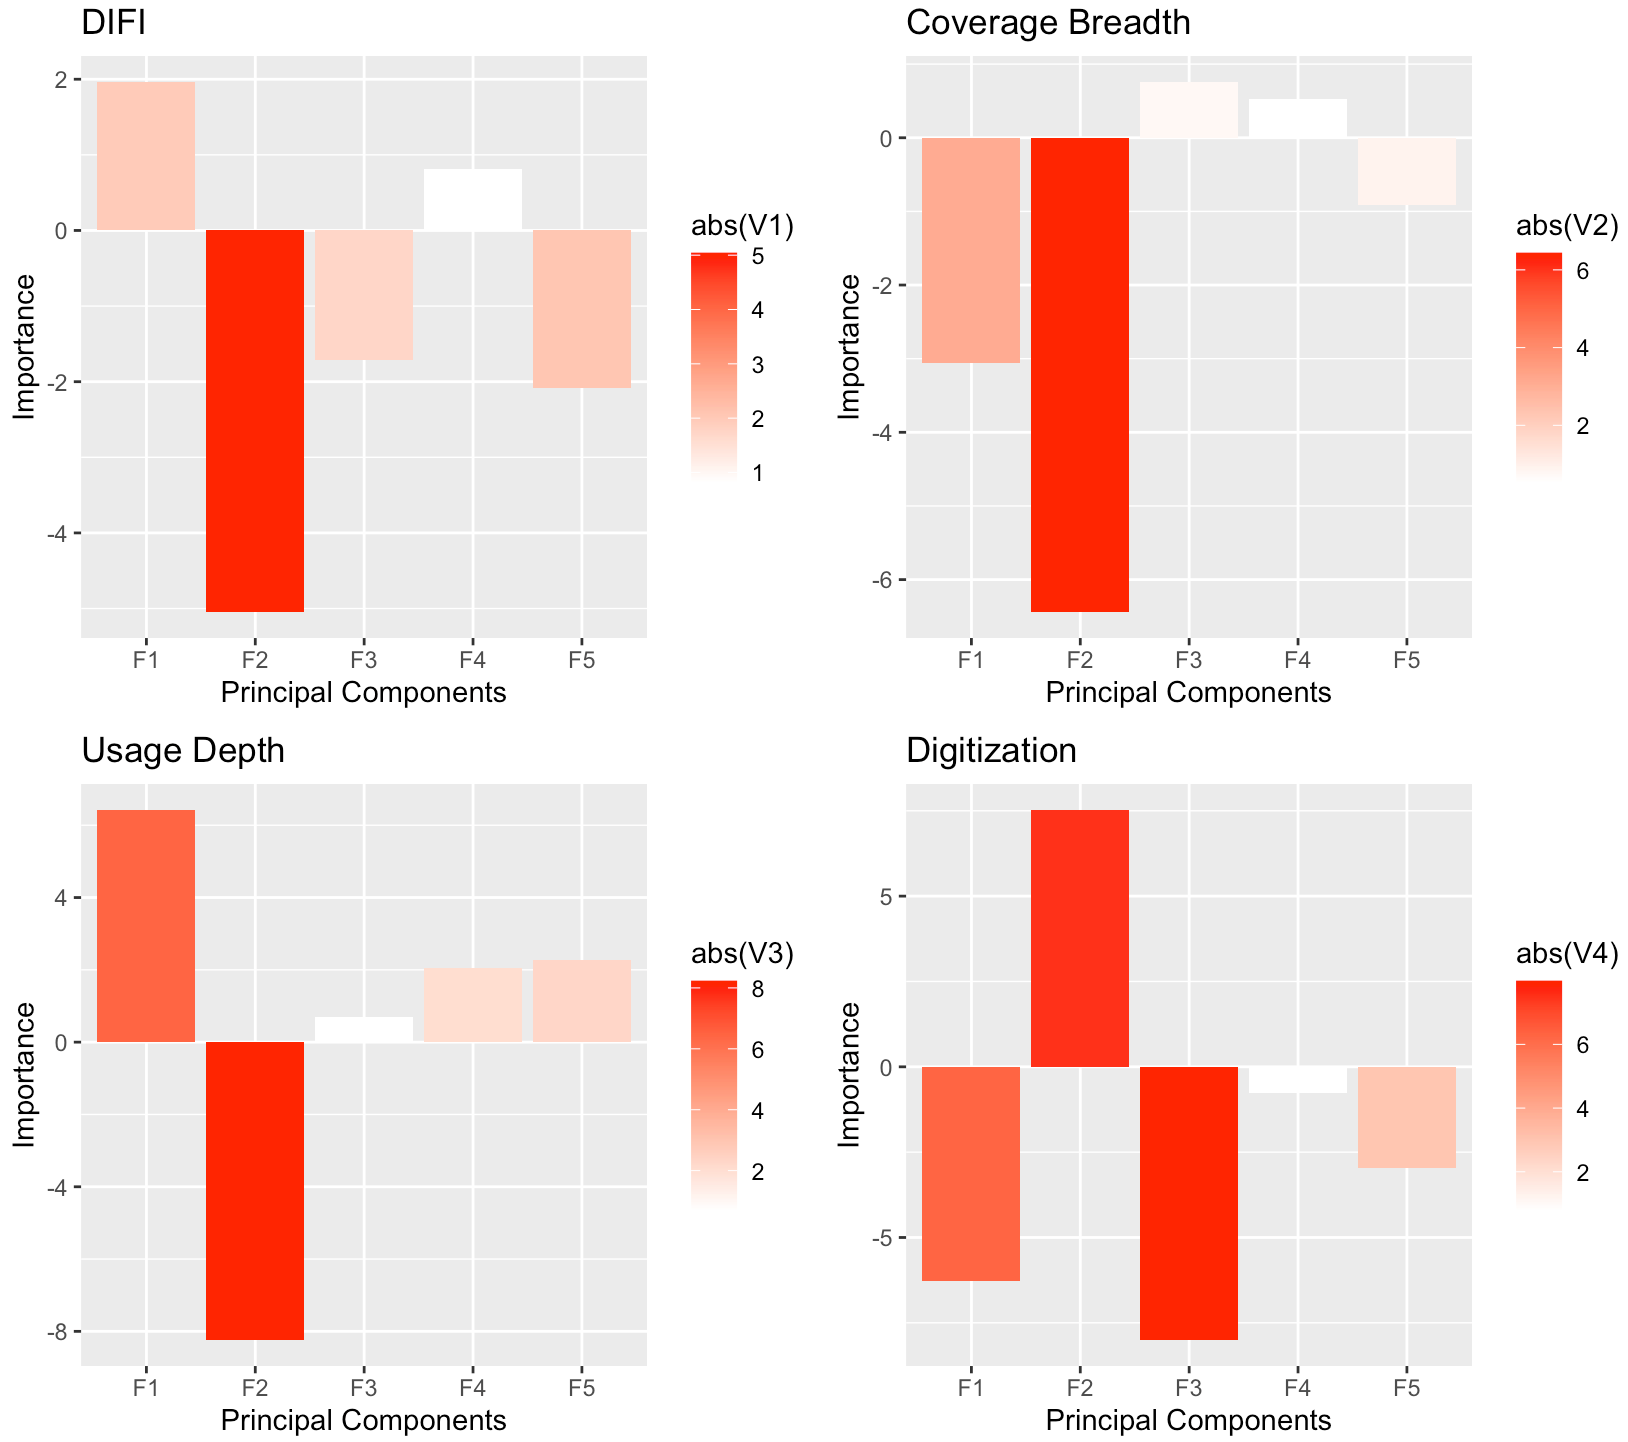 DIFI
2
0
-2
-4
Importance
F1 F2 F3 F4 F5
Principal Components
abs(V1)
5
4
3
2
1
Coverage Breadth
0
-2
-4
-6
Importance
F1 F2 F3 F4 F5
Principal Components
abs(V2)
6
4
2
Usage Depth
4
0
-4
-8
Importance
F1 F2 F3 F4 F5
Principal Components
abs(V3)
8
6
4
2
Digitization
5
0
-5
Importance
F1 F2 F3 F4 F5
Principal Components
abs(V4)
6
4
2